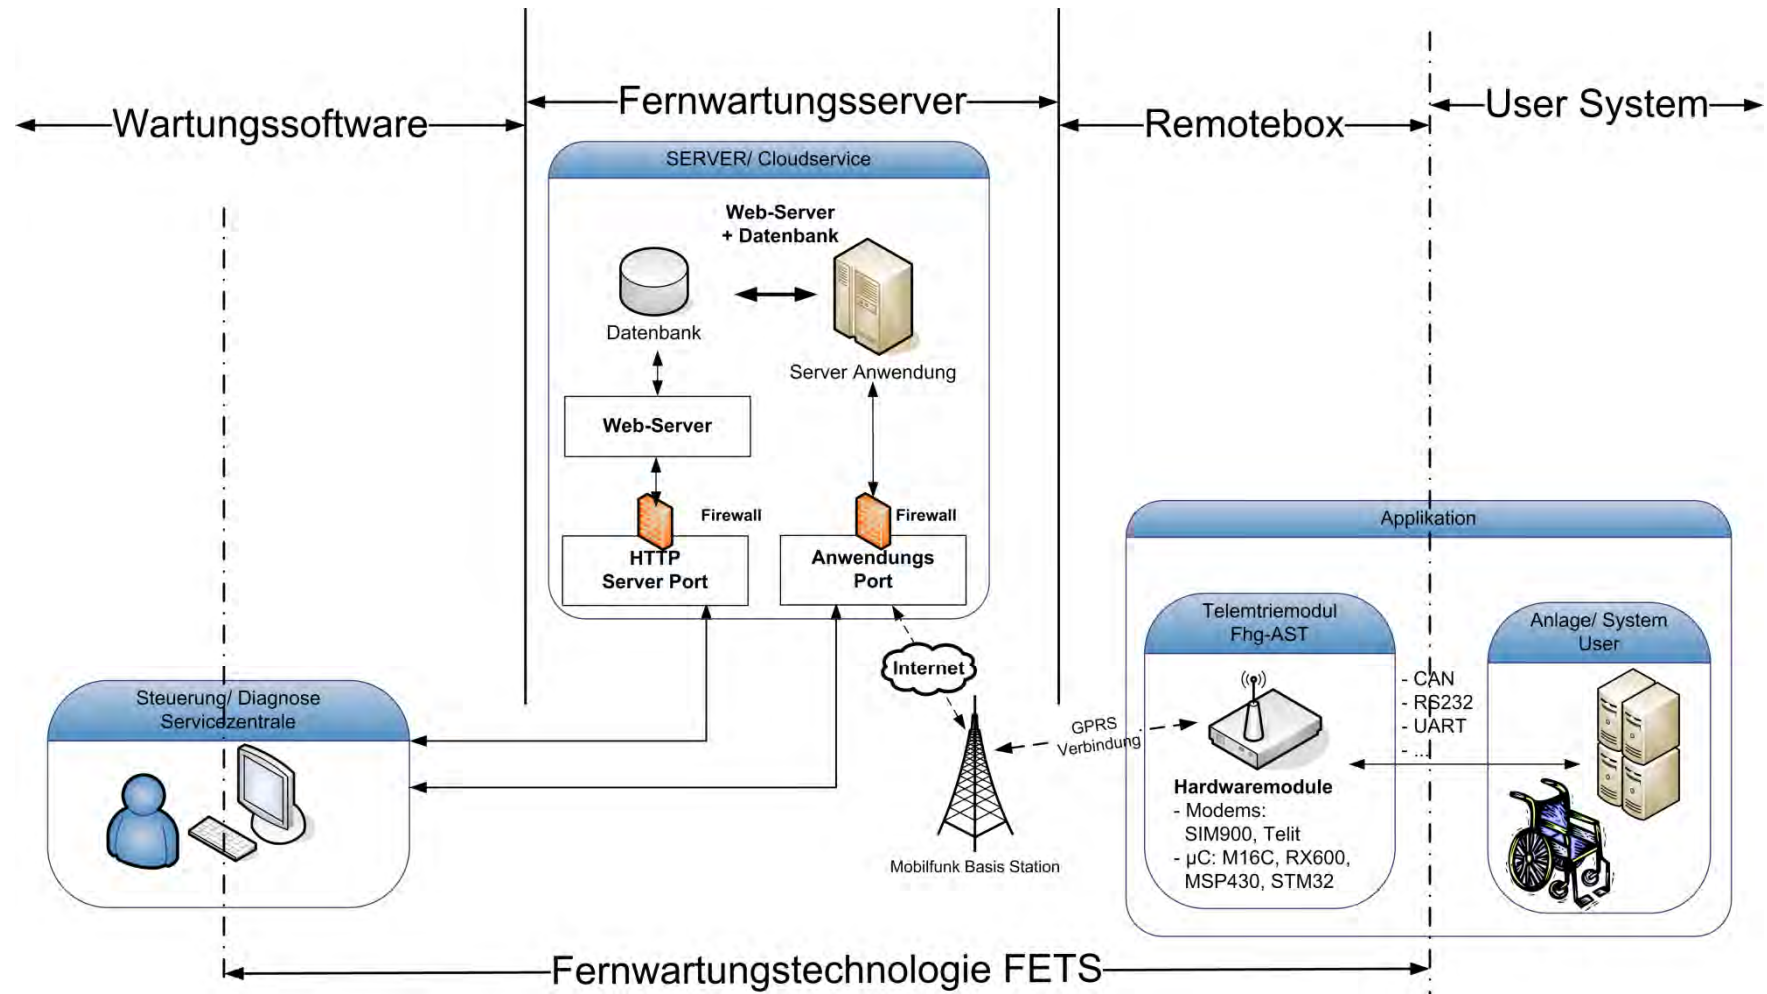 Wartungssoftware
Fernwartungsserver
Remotebox
User System
SERVER/ Cloudservice
Web-Server
+ Datenbank
Datenbank
Server Anwendung
Web-Server
Firewall
Firewall
HTTP
Server Port
Anwendungs
Port
Internet
Mobilfunk Basis Station
GPRS
Verbindung
Steuerung/ Diagnose
Servicezentrale
Applikation
Telemtriemodul
Fhg-AST
Hardwaremodule
- Modems:
SIM900, Telit
- µC: M16C, RX600,
MSP430, STM32
- CAN
- RS232
- UART
- ...
Anlage/ System
User
Fernwartungstechnologie FETS